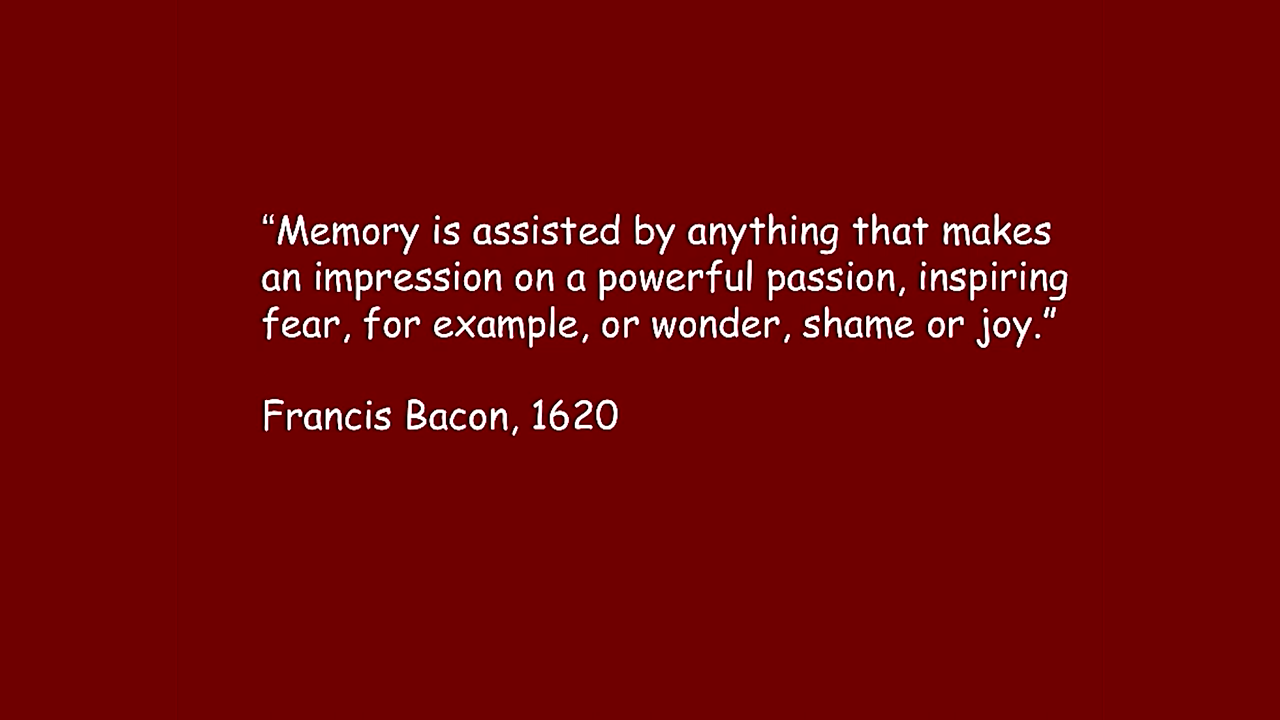 “Memory is assisted by anything that makes
an impression on a powerful passion, inspiring
fear, for example, or wonder, shame or joy.”
Francis Bacon, 1620